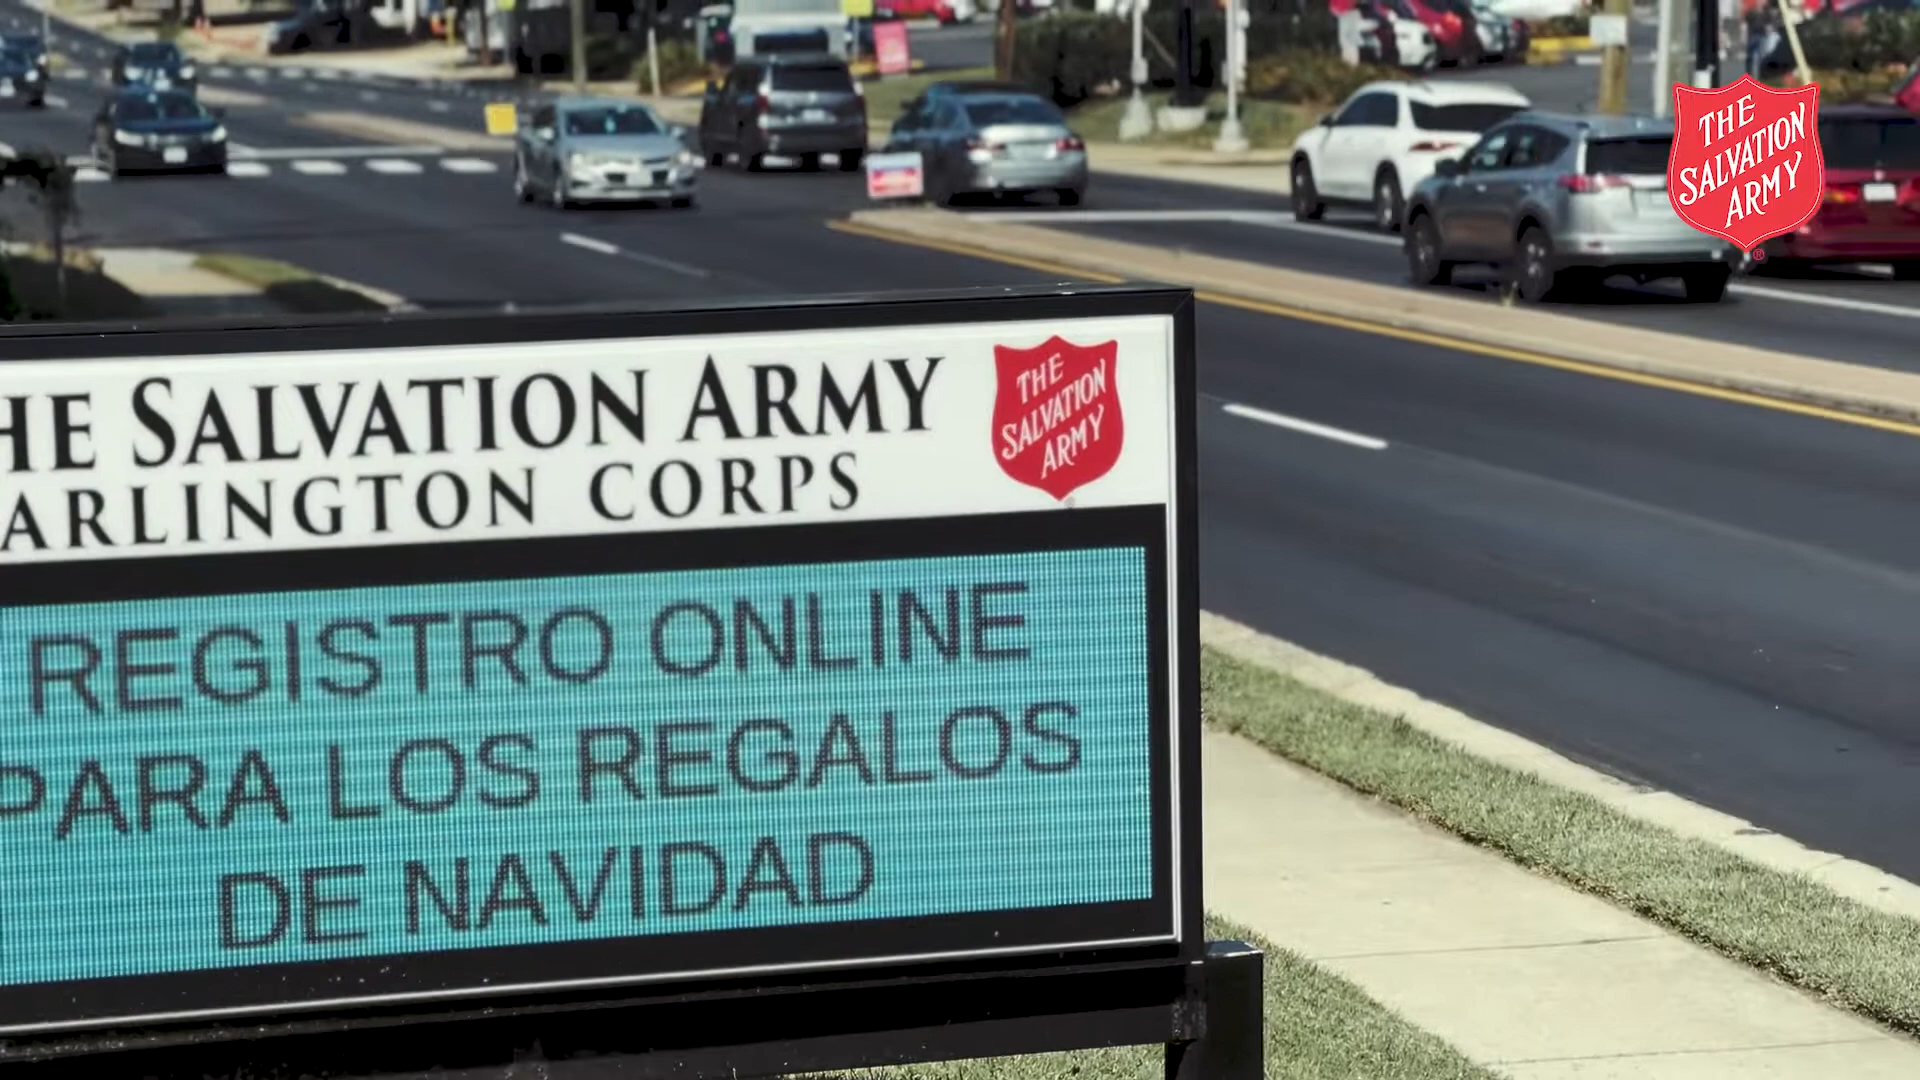 THE
SALVATION
ARMY
HE SALVATION ARMY
ARLINGTON CORPS
THE
SALVATION
ARMY
REGISTRO ONLINE
PARA LOS REGALOS
DE NAVIDAD